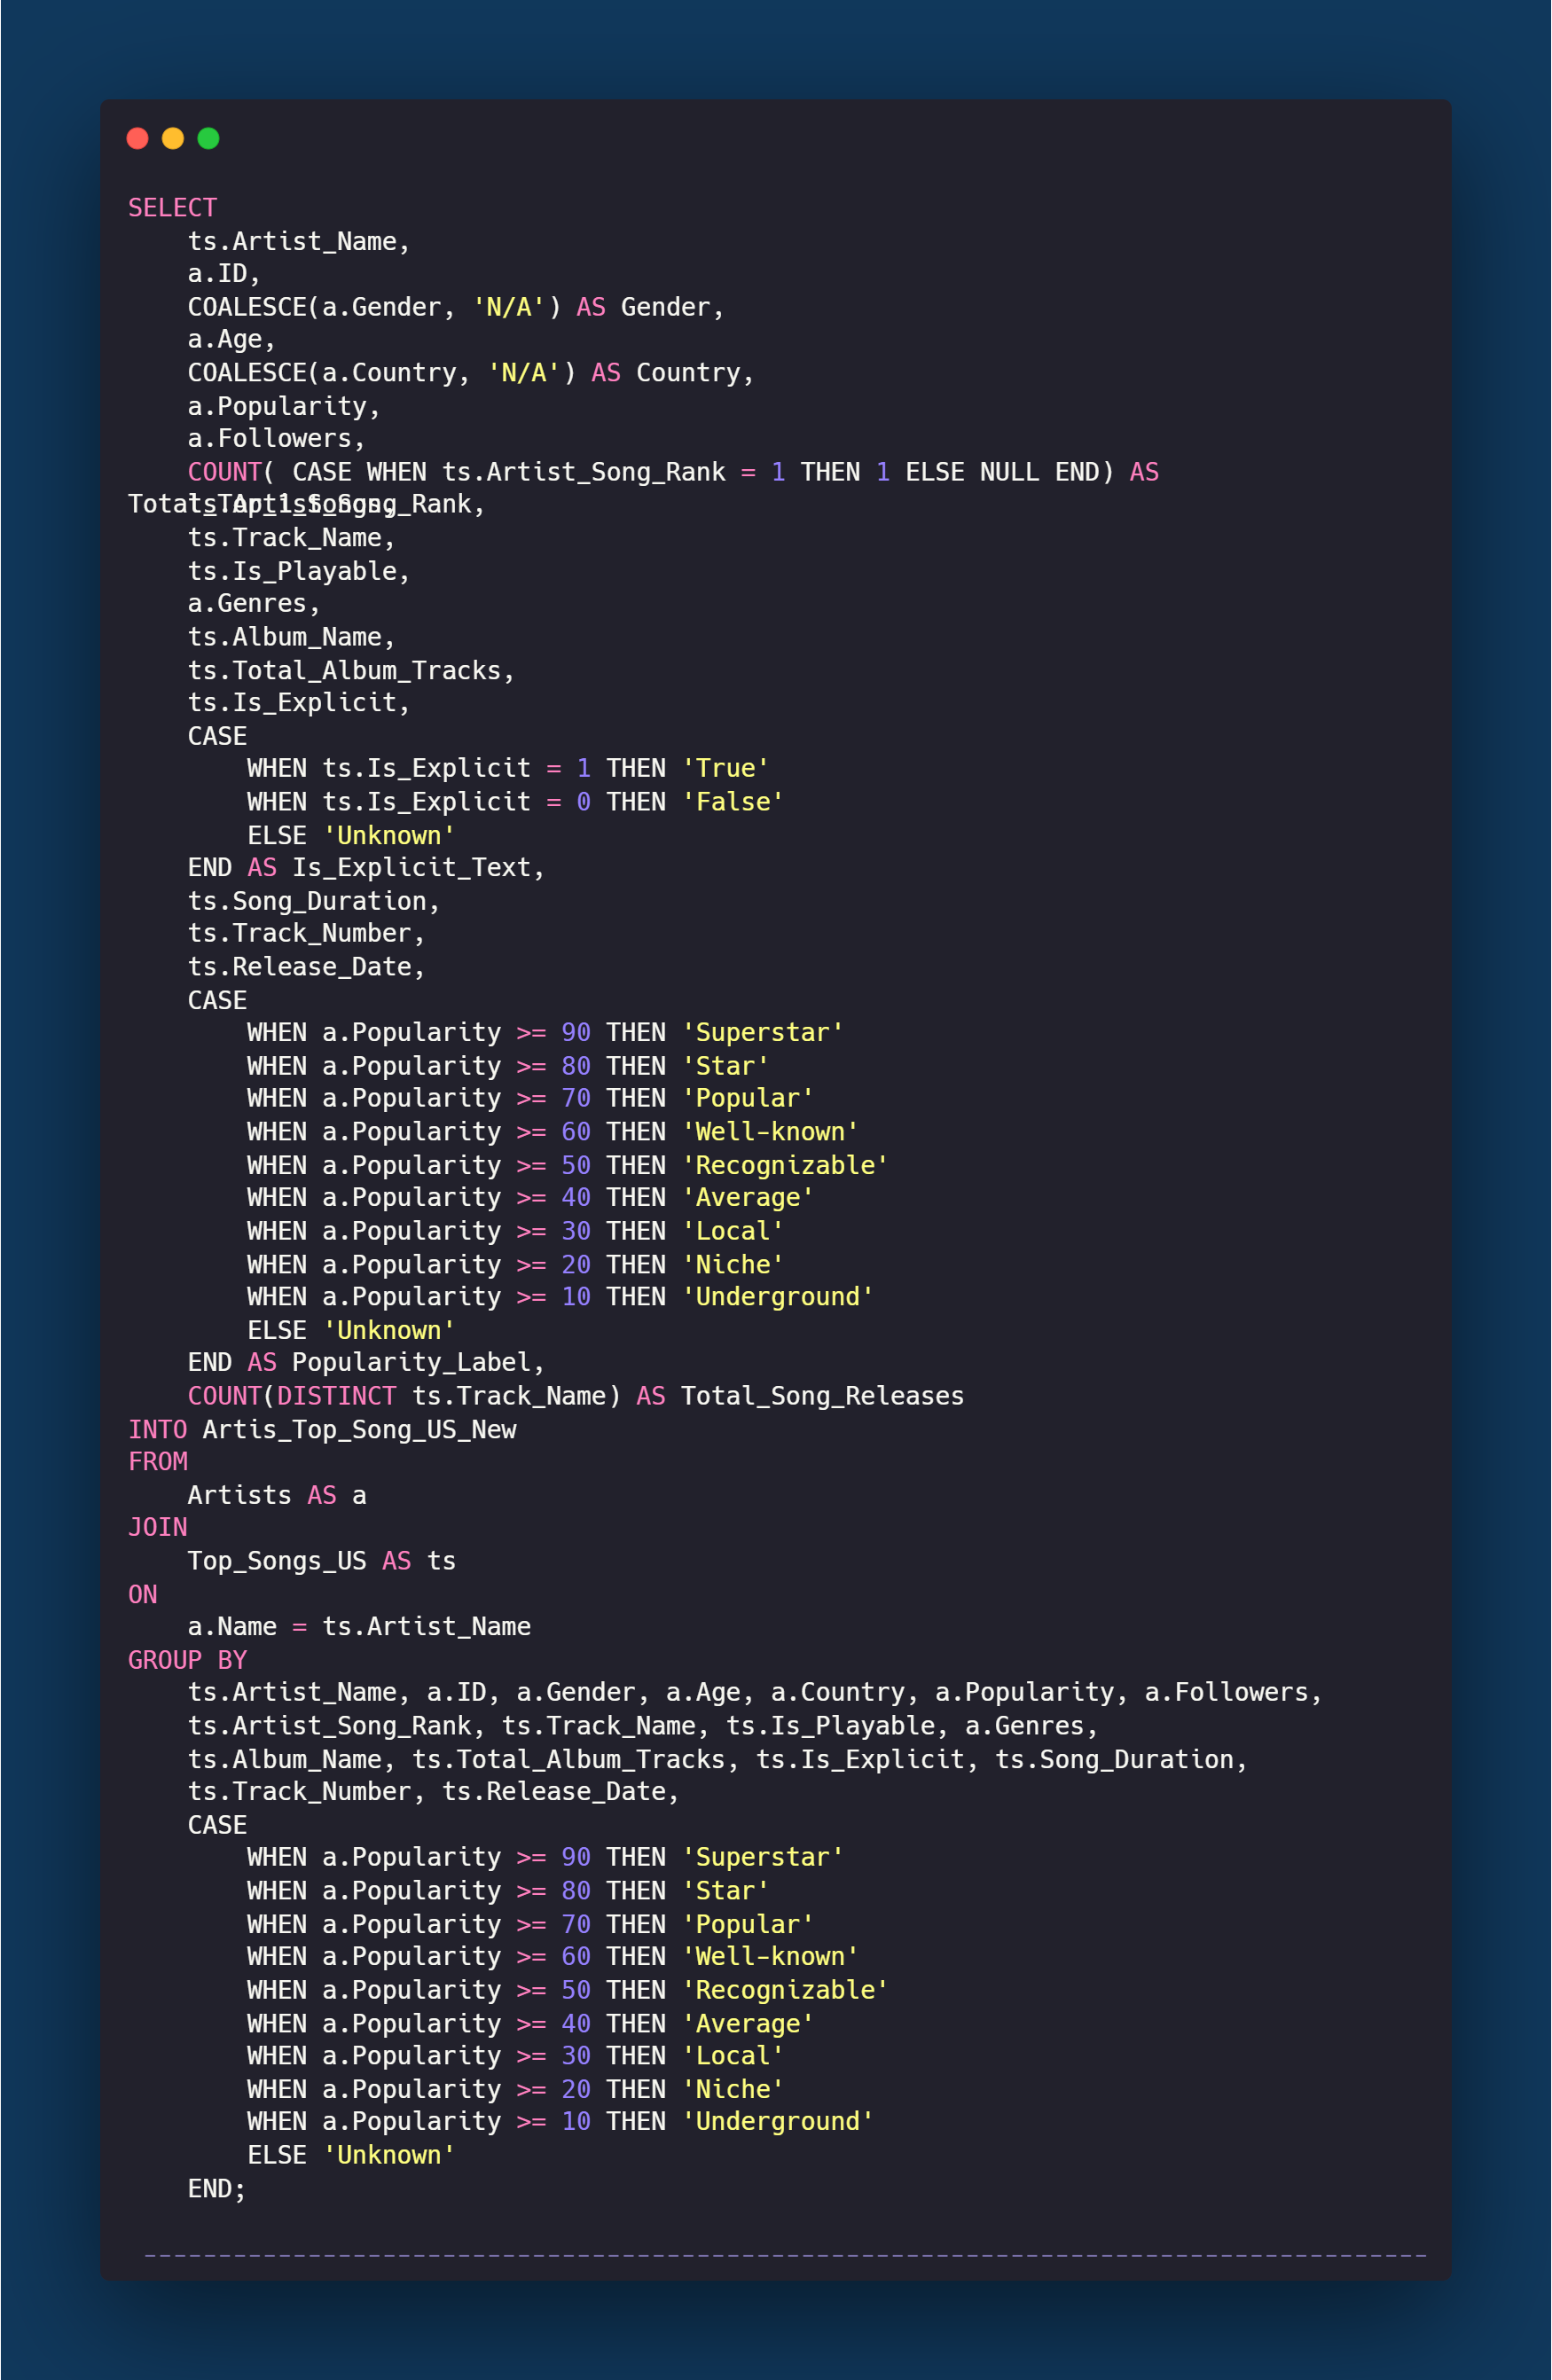 SELECT
    ts.Artist_Name,
    a.ID,
    COALESCE(a.Gender, 'N/A') AS Gender,
    a.Age,
    COALESCE(a.Country, 'N/A') AS Country,
    a.Popularity,
    a.Followers,
    COUNT( CASE WHEN ts.Artist_Song_Rank = 1 THEN 1 ELSE NULL END) AS
Total_Top_1_Songs,
    ts.Artist_Song_Rank,
    ts.Track_Name,
    ts.Is_Playable,
    a.Genres,
    ts.Album_Name,
    ts.Total_Album_Tracks,
    ts.Is_Explicit,
    CASE
        WHEN ts.Is_Explicit = 1 THEN 'True'
        WHEN ts.Is_Explicit = 0 THEN 'False'
        ELSE 'Unknown'
    END AS Is_Explicit_Text,
    ts.Song_Duration,
    ts.Track_Number,
    ts.Release_Date,
    CASE
        WHEN a.Popularity >= 90 THEN 'Superstar'
        WHEN a.Popularity >= 80 THEN 'Star'
        WHEN a.Popularity >= 70 THEN 'Popular'
        WHEN a.Popularity >= 60 THEN 'Well-known'
        WHEN a.Popularity >= 50 THEN 'Recognizable'
        WHEN a.Popularity >= 40 THEN 'Average'
        WHEN a.Popularity >= 30 THEN 'Local'
        WHEN a.Popularity >= 20 THEN 'Niche'
        WHEN a.Popularity >= 10 THEN 'Underground'
        ELSE 'Unknown'
    END AS Popularity_Label,
    COUNT(DISTINCT ts.Track_Name) AS Total_Song_Releases
INTO Artis_Top_Song_US_New
FROM
    Artists AS a
JOIN
    Top_Songs_US AS ts
ON
    a.Name = ts.Artist_Name
GROUP BY
    ts.Artist_Name, a.ID, a.Gender, a.Age, a.Country, a.Popularity, a.Followers,
    ts.Artist_Song_Rank, ts.Track_Name, ts.Is_Playable, a.Genres,
    ts.Album_Name, ts.Total_Album_Tracks, ts.Is_Explicit, ts.Song_Duration,
    ts.Track_Number, ts.Release_Date,
    CASE
        WHEN a.Popularity >= 90 THEN 'Superstar'
        WHEN a.Popularity >= 80 THEN 'Star'
        WHEN a.Popularity >= 70 THEN 'Popular'
        WHEN a.Popularity >= 60 THEN 'Well-known'
        WHEN a.Popularity >= 50 THEN 'Recognizable'
        WHEN a.Popularity >= 40 THEN 'Average'
        WHEN a.Popularity >= 30 THEN 'Local'
        WHEN a.Popularity >= 20 THEN 'Niche'
        WHEN a.Popularity >= 10 THEN 'Underground'
        ELSE 'Unknown'
    END;
--------------------------------------------------------------------------------------